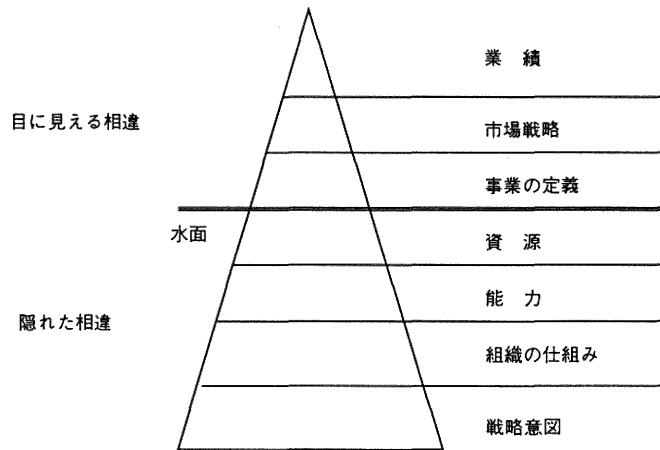 業 績
目に見える相違
市場戦略
事業の定義
水面
資 源
能 力
隠れた相違
組織の仕組み
戦略意図